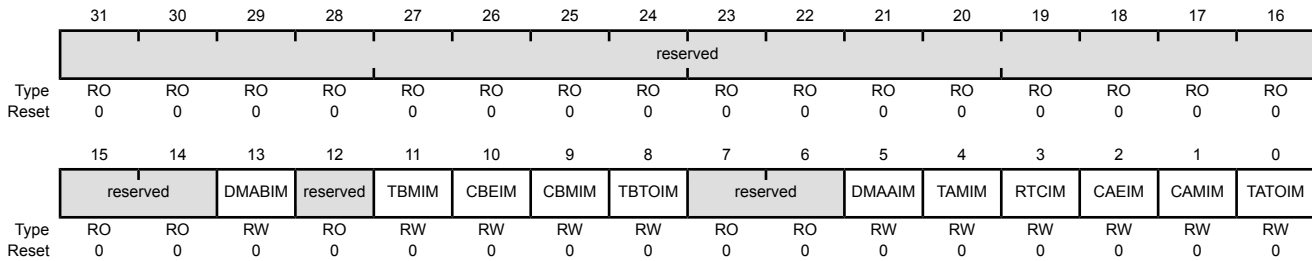 31 30 29 28 27 26 25 24 23 22 21 20 19 18 17 16
reserved
Type RO RO RO RO RO RO RO RO RO RO RO RO RO RO RO RO
Reset 0 0 0 0 0 0 0 0 0 0 0 0 0 0 0 0
15 14 13 12 11 10 9 8 7 6 5 4 3 2 1 0
reserved DMABIM reserved TBMIM CBEIM CBMIM TBTOIM reserved DMAAIM TAMIM RTCIM CAEIM CAMIM TATOIM
Type RO RO RW RO RW RW RW RW RO RO RW RW RW RW RW RW
Reset 0 0 0 0 0 0 0 0 0 0 0 0 0 0 0 0